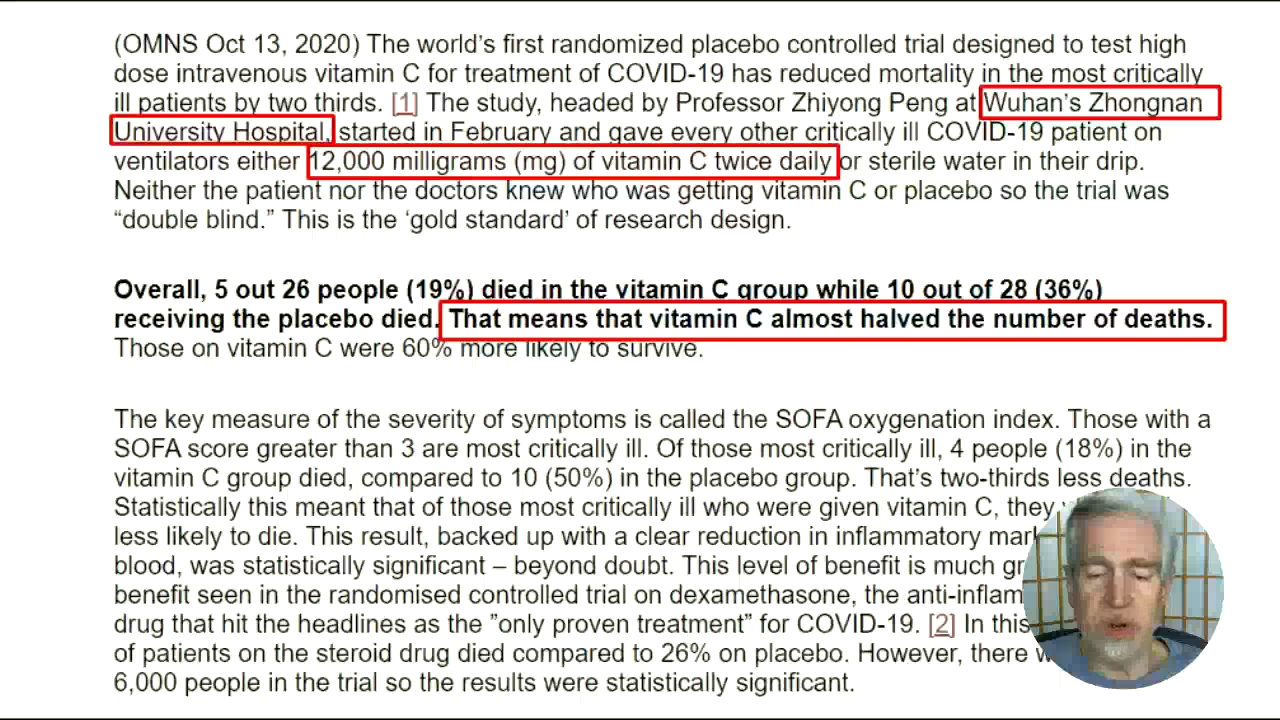 (OMNS Oct 13, 2020) The world's first randomized placebo controlled trial designed to test high
dose intravenous vitamin C for treatment of COVID-19 has reduced mortality in the most critically
ill patients by two thirds. [1] The study, headed by Professor Zhiyong Peng at Wuhan's Zhongnan
University Hospital, started in February and gave every other critically ill COVID-19 patient on
ventilators either 12,000 milligrams (mg) of vitamin C twice daily or sterile water in their drip.
Neither the patient nor the doctors knew who was getting vitamin C or placebo so the trial was
“double blind.” This is the ‘gold standard’ of research design.
Overall, 5 out 26 people (19%) died in the vitamin C group while 10 out of 28 (36%)
receiving the placebo died. That means that vitamin C almost halved the number of deaths.
Those on vitamin C were 60% more likely to survive.
The key measure of the severity of symptoms is called the SOFA oxygenation index. Those with a
SOFA score greater than 3 are most critically ill. Of those most critically ill, 4 people (18%) in the
vitamin C group died, compared to 10 (50%) in the placebo group. That's two-thirds less deaths.
Statistically this meant that of those most critically ill who were given vitamin C, they
less likely to die. This result, backed up with a clear reduction in inflammatory
blood, was statistically significant – beyond doubt. This level of benefit is much
benefit seen in the randomised controlled trial on dexamethasone, the
drug that hit the headlines as the ”only proven treatment” for COVID-19. [2] In this
of patients on the steroid drug died compared to 26% on placebo. However, there
6,000 people in the trial so the results were statistically significant.